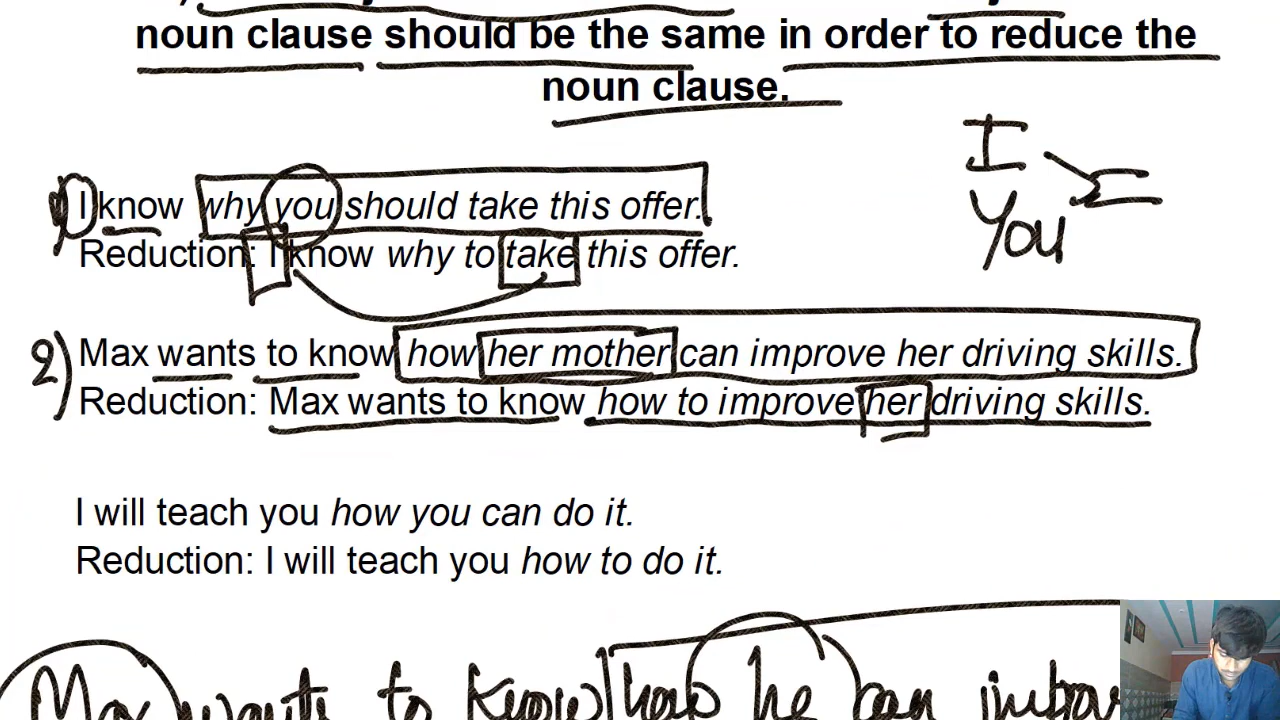 noun clause should be the same in order to reduce the
noun clause.
I
You
1) I know why you should take this offer.
Reduction: I know why to take this offer.
2) Max wants to know how her mother can improve her driving skills.
Reduction: Max wants to know how to improve her driving skills.
I will teach you how you can do it.
Reduction: I will teach you how to do it.
Max wants to know how he can